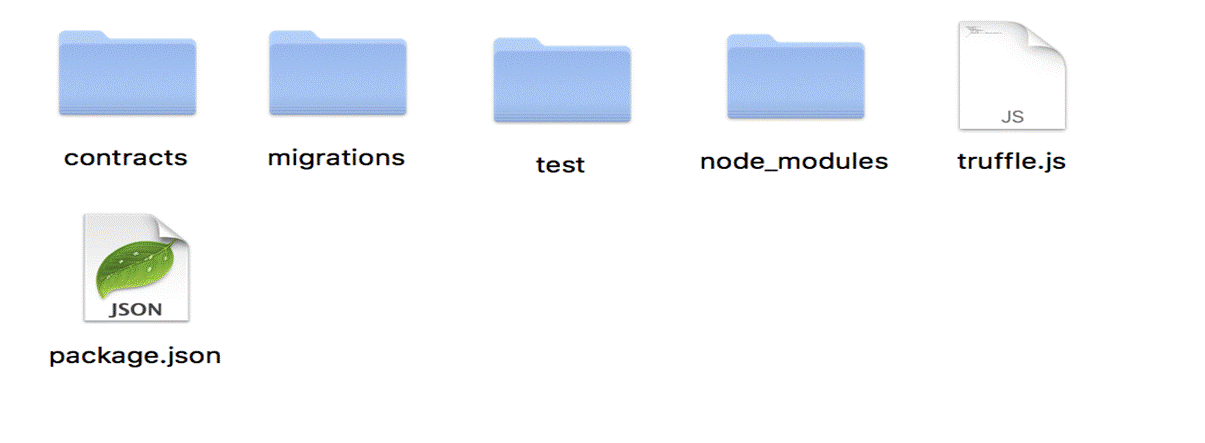 contracts
migrations
test
node_modules
truffle.js
JS
package.json
JSON